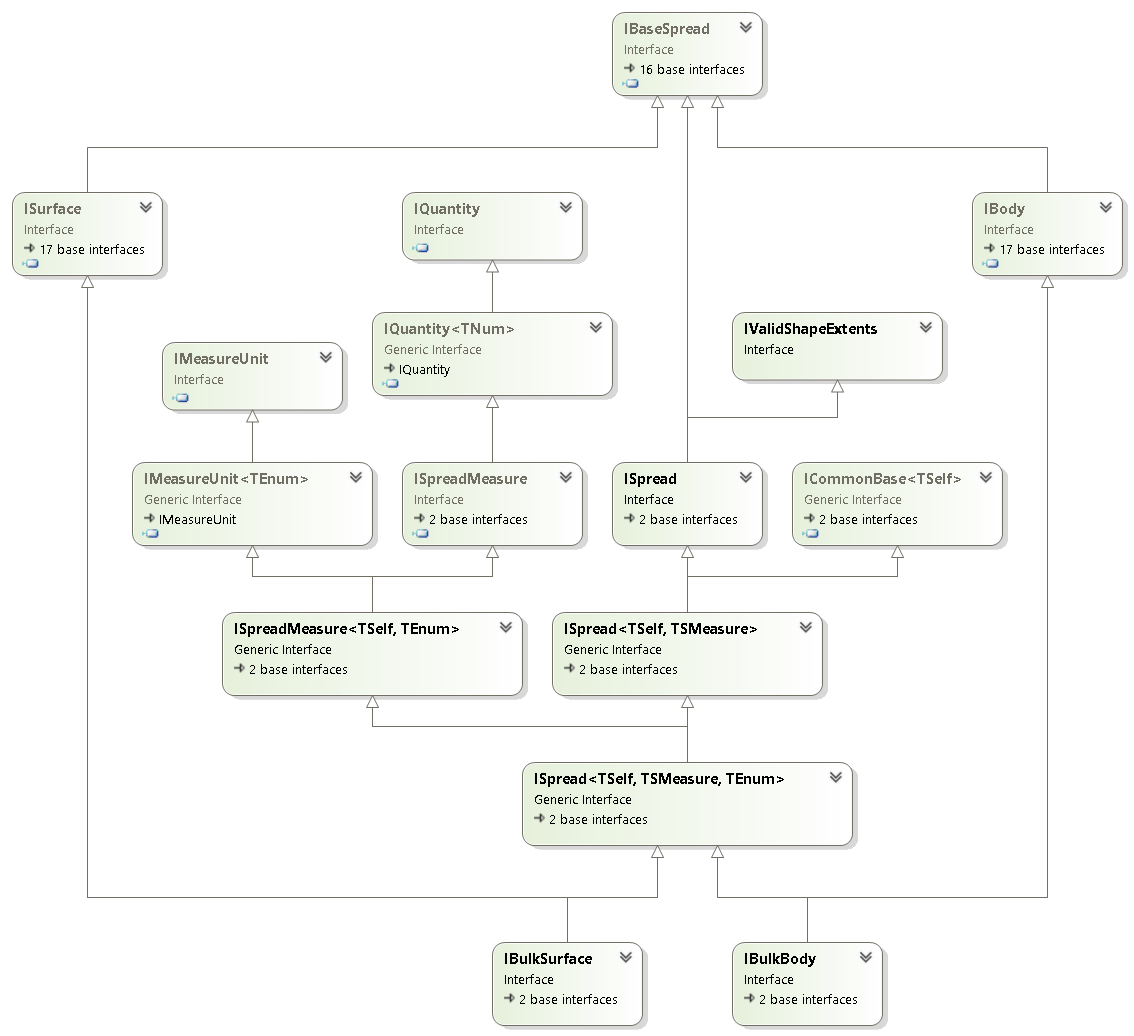 IBaseSpread
Interface
16 base interfaces
ISurface
Interface
17 base interfaces
IQuantity
Interface
IBody
Interface
17 base interfaces
IQuantity<TNum>
Generic Interface
IQuantity
IValidShapeExtents
Interface
IMeasureUnit
Interface
IMeasureUnit<TEnum>
Generic Interface
IMeasureUnit
ISpreadMeasure
Interface
2 base interfaces
ISpread
Interface
2 base interfaces
ICommonBase<TSelf>
Generic Interface
2 base interfaces
ISpreadMeasure<TSelf, TEnum>
Generic Interface
2 base interfaces
ISpread<TSelf, TSMeasure>
Generic Interface
2 base interfaces
ISpread<TSelf, TSMeasure, TEnum>
Generic Interface
2 base interfaces
IBulkSurface
Interface
2 base interfaces
IBulkBody
Interface
2 base interfaces